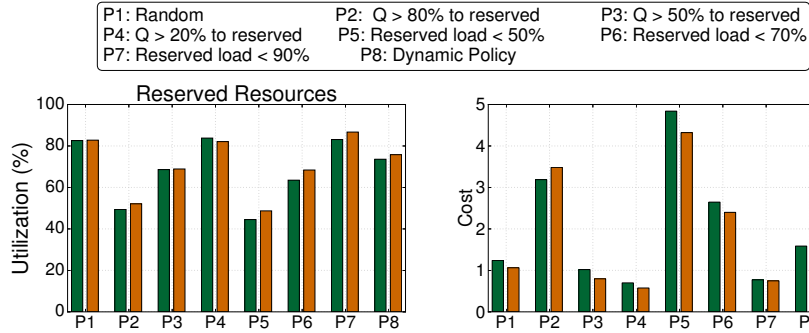 P1: Random P2: Q > 80% to reserved P3: Q > 50% to reserved
P4: Q > 20% to reserved P5: Reserved load < 50% P6: Reserved load < 70%
P7: Reserved load < 90% P8: Dynamic Policy
Reserved Resources
Utilization (%)
100
80
60
40
20
0
P1 P2 P3 P4 P5 P6 P7 P8
Cost
5
4
3
2
1
0
P1 P2 P3 P4 P5 P6 P7 P